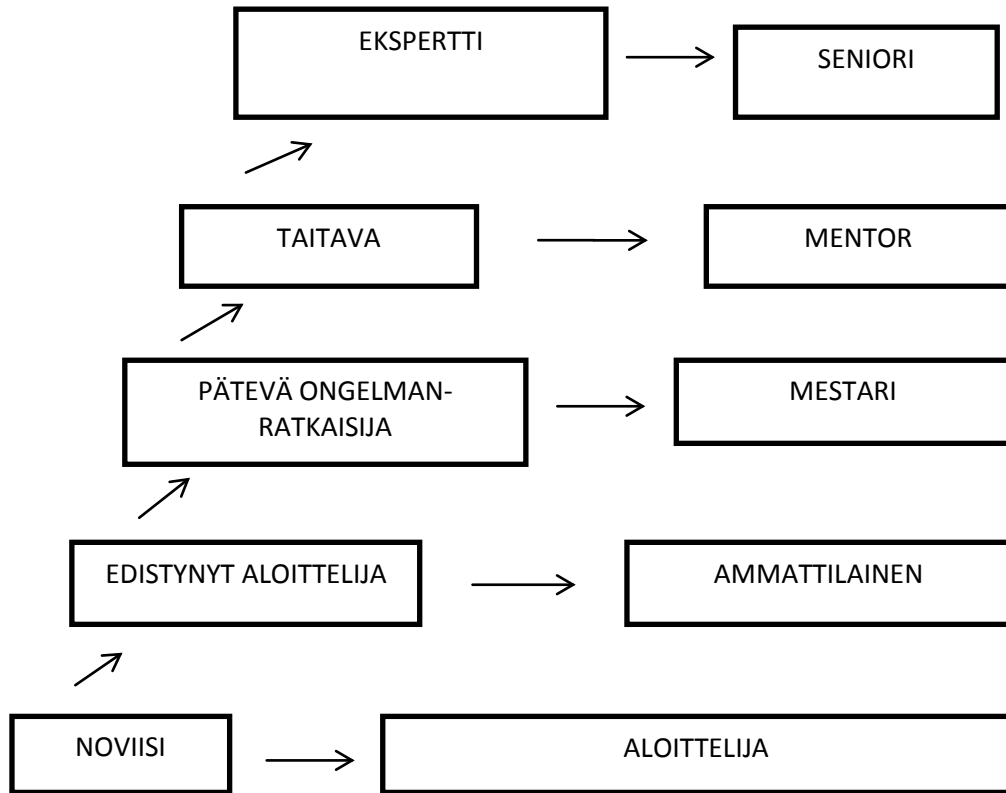 EKSPERTTI
SENIORI
TAITAVA
MENTOR
PÄTEVÄ ONGELMAN-
RATKAISIJA
MESTARI
EDISTYNYT ALOITTELIJA
AMMATTILAINEN
NOVIISI
ALOITTELIJA